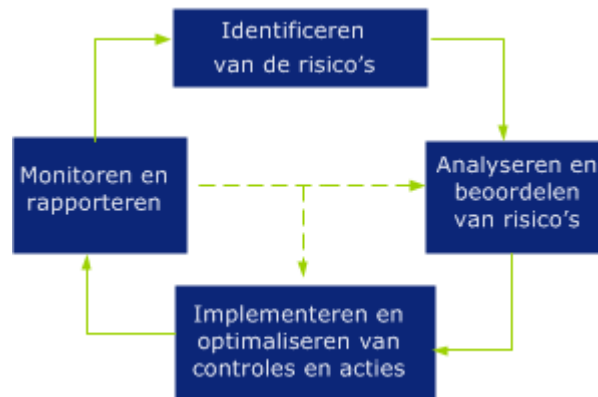 Identificeren
van de risico's
Monitoren en
rapporteren
Analyseren en
beoordelen
van risico's
Implementeren en
optimaliseren van
controles en acties